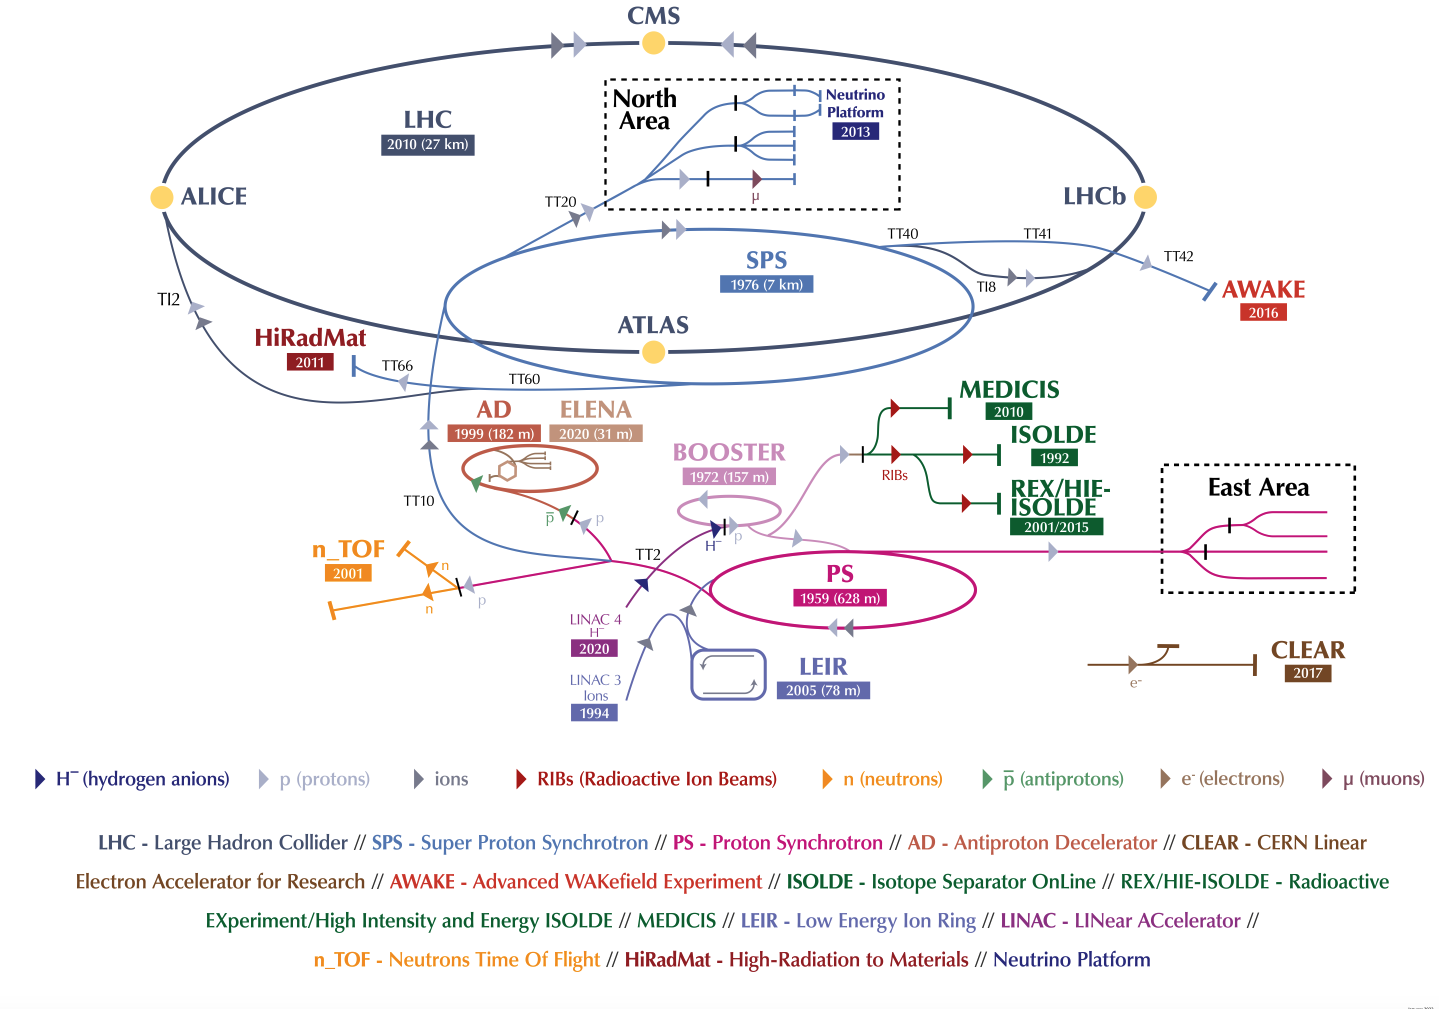 CMS
North
Area
Neutrino
Platform
2013
LHC
2010 (27 km)
ALICE
LHCb
TT20
μ
TT40
TT41
TT42
SPS
1976 (7 km)
TI8
AWAKE
2016
TI2
ATLAS
HiRadMat
2011
TT66
TT60
MEDICIS
2010
AD
1999 (182 m)
ELENA
2020 (31 m)
ISOLDE
1992
BOOSTER
1972 (157 m)
RIBs
REX/HIE-
ISOLDE
2001/2015
East Area
TT10
p̅
p
H⁻
p
n_TOF
2001
n
n
p
TT2
PS
1959 (628 m)
LINAC 4
H⁻
2020
LINAC 3
Ions
1994
LEIR
2005 (78 m)
CLEAR
2017
e⁻
H⁻ (hydrogen anions)
p (protons)
ions
RIBs (Radioactive Ion Beams)
n (neutrons)
p̅ (antiprotons)
e⁻ (electrons)
μ (muons)
LHC - Large Hadron Collider // SPS - Super Proton Synchrotron // PS - Proton Synchrotron // AD - Antiproton Decelerator // CLEAR - CERN Linear
Electron Accelerator for Research // AWAKE - Advanced WAKefield Experiment // ISOLDE - Isotope Separator OnLine // REX/HIE-ISOLDE - Radioactive
EXperiment/High Intensity and Energy ISOLDE // MEDICIS // LEIR - Low Energy Ion Ring // LINAC - LINear ACcelerator //
n_TOF - Neutrons Time Of Flight // HiRadMat - High-Radiation to Materials // Neutrino Platform